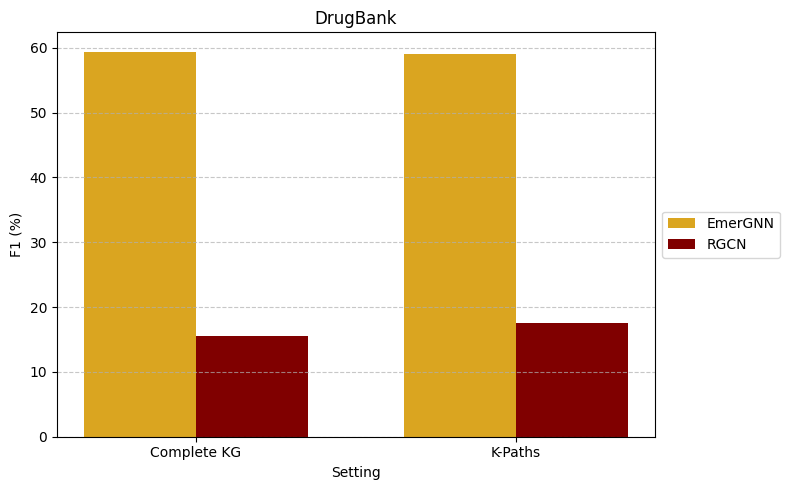 DrugBank
60
50
40
30
20
10
0
F1 (%)
Complete KG
K-Paths
Setting
EmerGNN
RGCN